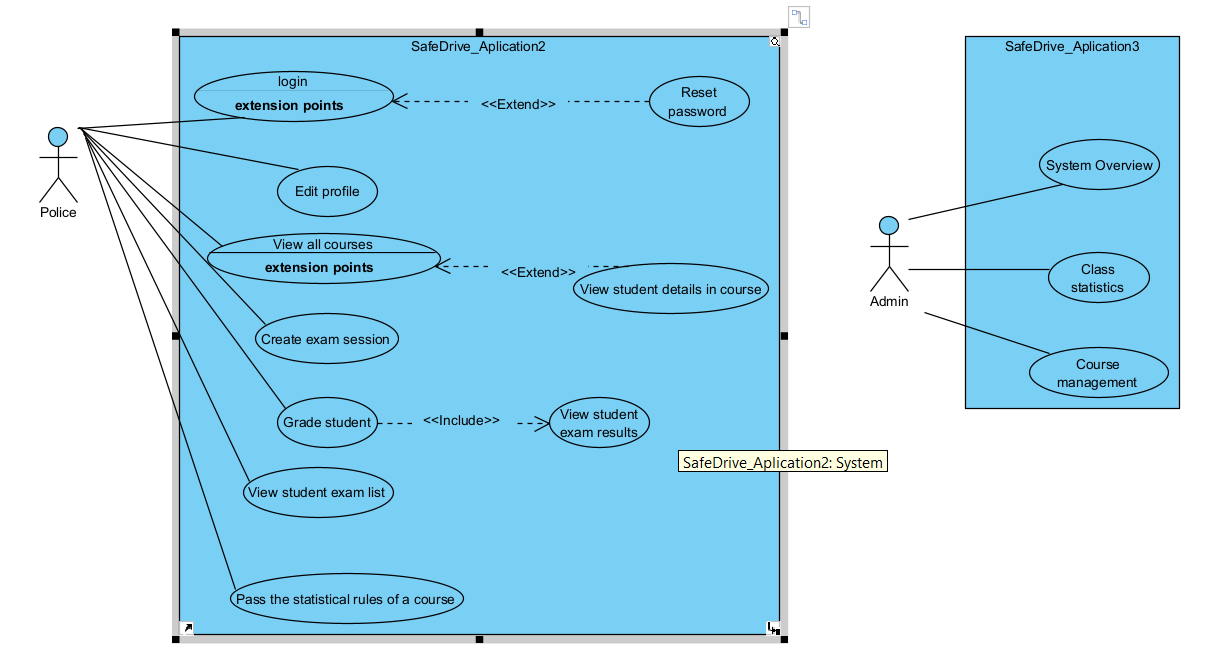 SafeDrive_Aplication2
login
extension points
<<Extend>>
Reset
password
Police
Edit profile
View all courses
extension points
<<Extend>>
View student details in course
Create exam session
Grade student
<<Include>>
View student
exam results
SafeDrive_Aplication2: System
View student exam list
Pass the statistical rules of a course
SafeDrive_Aplication3
System Overview
Admin
Class
statistics
Course
management